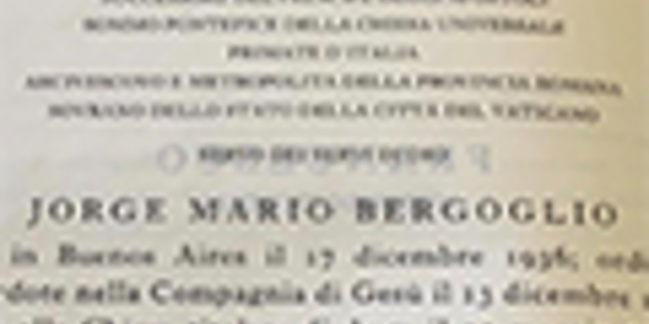 SOMMO PONTEFICE DELLA CHIESA UNIVERSALE
PRIMATE D'ITALIA
ARCIVESCOVO E METROPOLITA DELLA PROVINCIA ROMANA
SOVRANO DELLO STATO DELLA CITTÀ DEL VATICANO
SERVO DEI SERVI DI DIO
JORGE MARIO BERGOGLIO
in Buenos Aires il 17 dicembre 1936;
nella Compagnia di Gesù il 13 dicembre